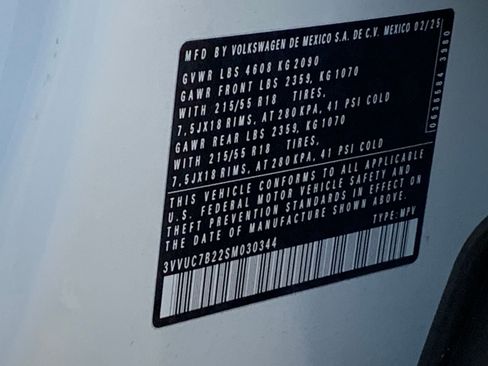 MFD BY VOLKSWAGEN DE MEXICO S.A. DE C.V. MEXICO 02/25
GVWR LBS 4608 KG 2090
GAWR FRONT LBS 2359, KG 1070
WITH 215/55 R18 TIRES,
7.5JX18 RIMS, AT 280 KPA, 41 PSI COLD
GAWR REAR LBS 2359, KG 1070
WITH 215/55 R18 TIRES,
7.5JX18 RIMS, AT 280 KPA, 41 PSI COLD
THIS VEHICLE CONFORMS TO ALL APPLICABLE
U.S. FEDERAL MOTOR VEHICLE SAFETY AND
THEFT PREVENTION STANDARDS IN EFFECT ON
THE DATE OF MANUFACTURE SHOWN ABOVE.
3VVUC7B22SM030344 TYPE: MPV
0638584 3980